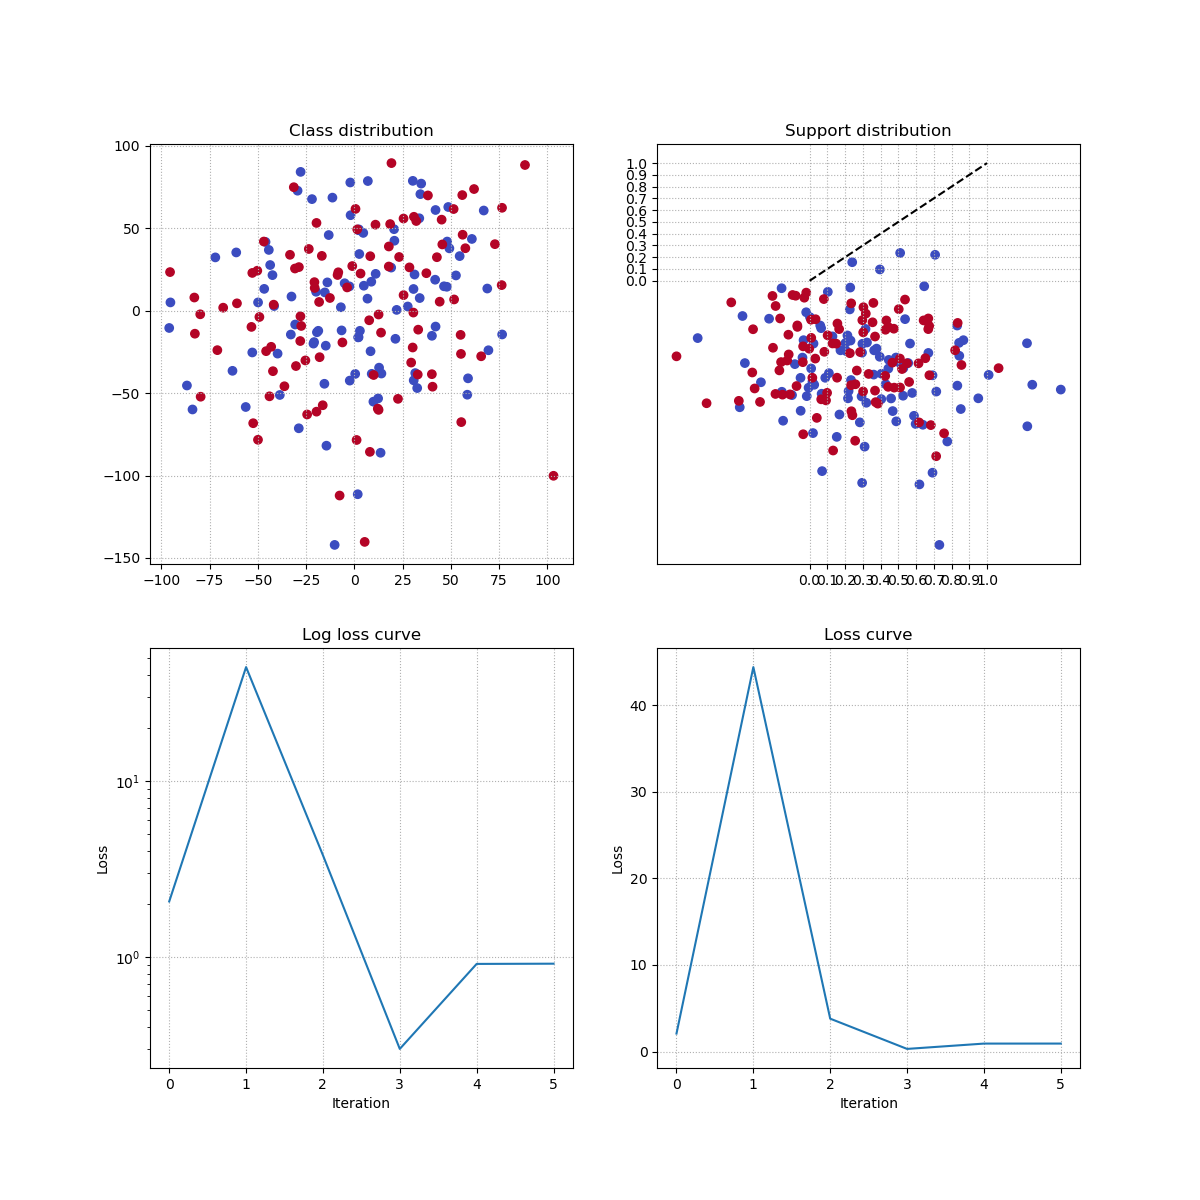 Class distribution
100
50
0
−50
−100
−150
−100 −75 −50 −25 0 25 50 75 100
Support distribution
1.0
0.9
0.8
0.7
0.6
0.5
0.4
0.3
0.2
0.1
0.0
0.0 0.1 0.2 0.3 0.4 0.5 0.6 0.7 0.8 0.9 1.0
Log loss curve
10¹
10⁰
Loss
0 1 2 3 4 5
Iteration
Loss curve
40
30
20
10
0
Loss
0 1 2 3 4 5
Iteration